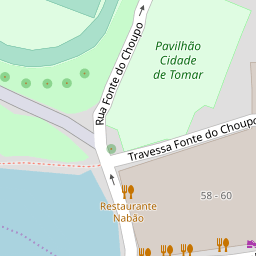 Rua Fonte do Choupo
Pavilhão
Cidade
de Tomar
Travessa Fonte do Choupo
58 - 60
Restaurante
Nabão